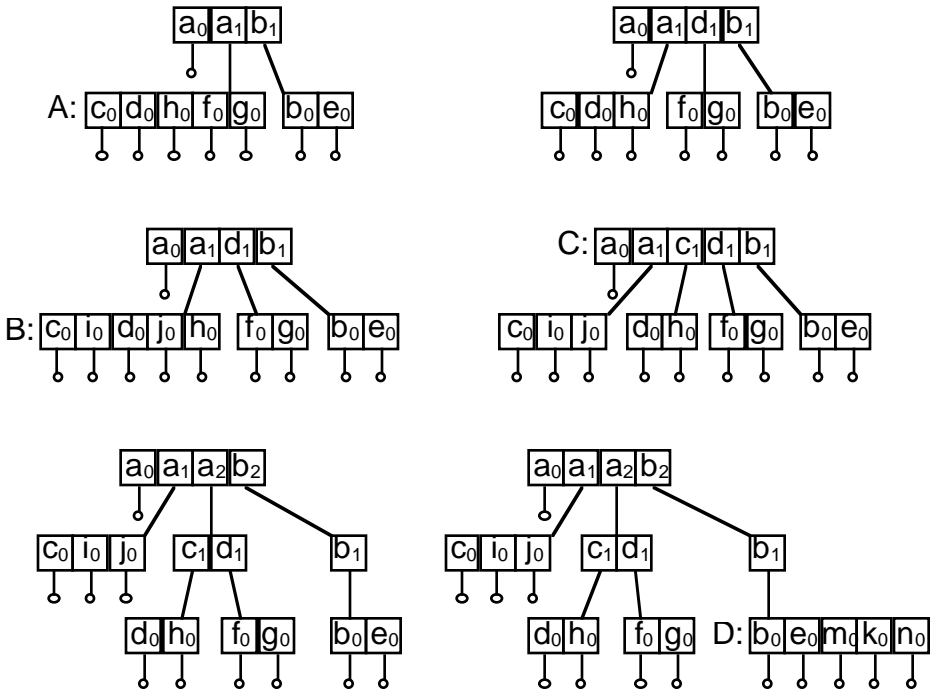 a₀ a₁ b₁
a₀ a₁ d₁ b₁
A: c₀ d₀ h₀ f₀ g₀ b₀ e₀
c₀ d₀ h₀ f₀ g₀ b₀ e₀
a₀ a₁ d₁ b₁
C: a₀ a₁ c₁ d₁ b₁
B: c₀ i₀ d₀ j₀ h₀ f₀ g₀ b₀ e₀
c₀ i₀ j₀ d₀ h₀ f₀ g₀ b₀ e₀
a₀ a₁ a₂ b₂
a₀ a₁ a₂ b₂
c₀ i₀ j₀ c₁ d₁ b₁
c₀ i₀ j₀ c₁ d₁ b₁
d₀ h₀ f₀ g₀ b₀ e₀
d₀ h₀ f₀ g₀ D: b₀ e₀ m₀ k₀ n₀